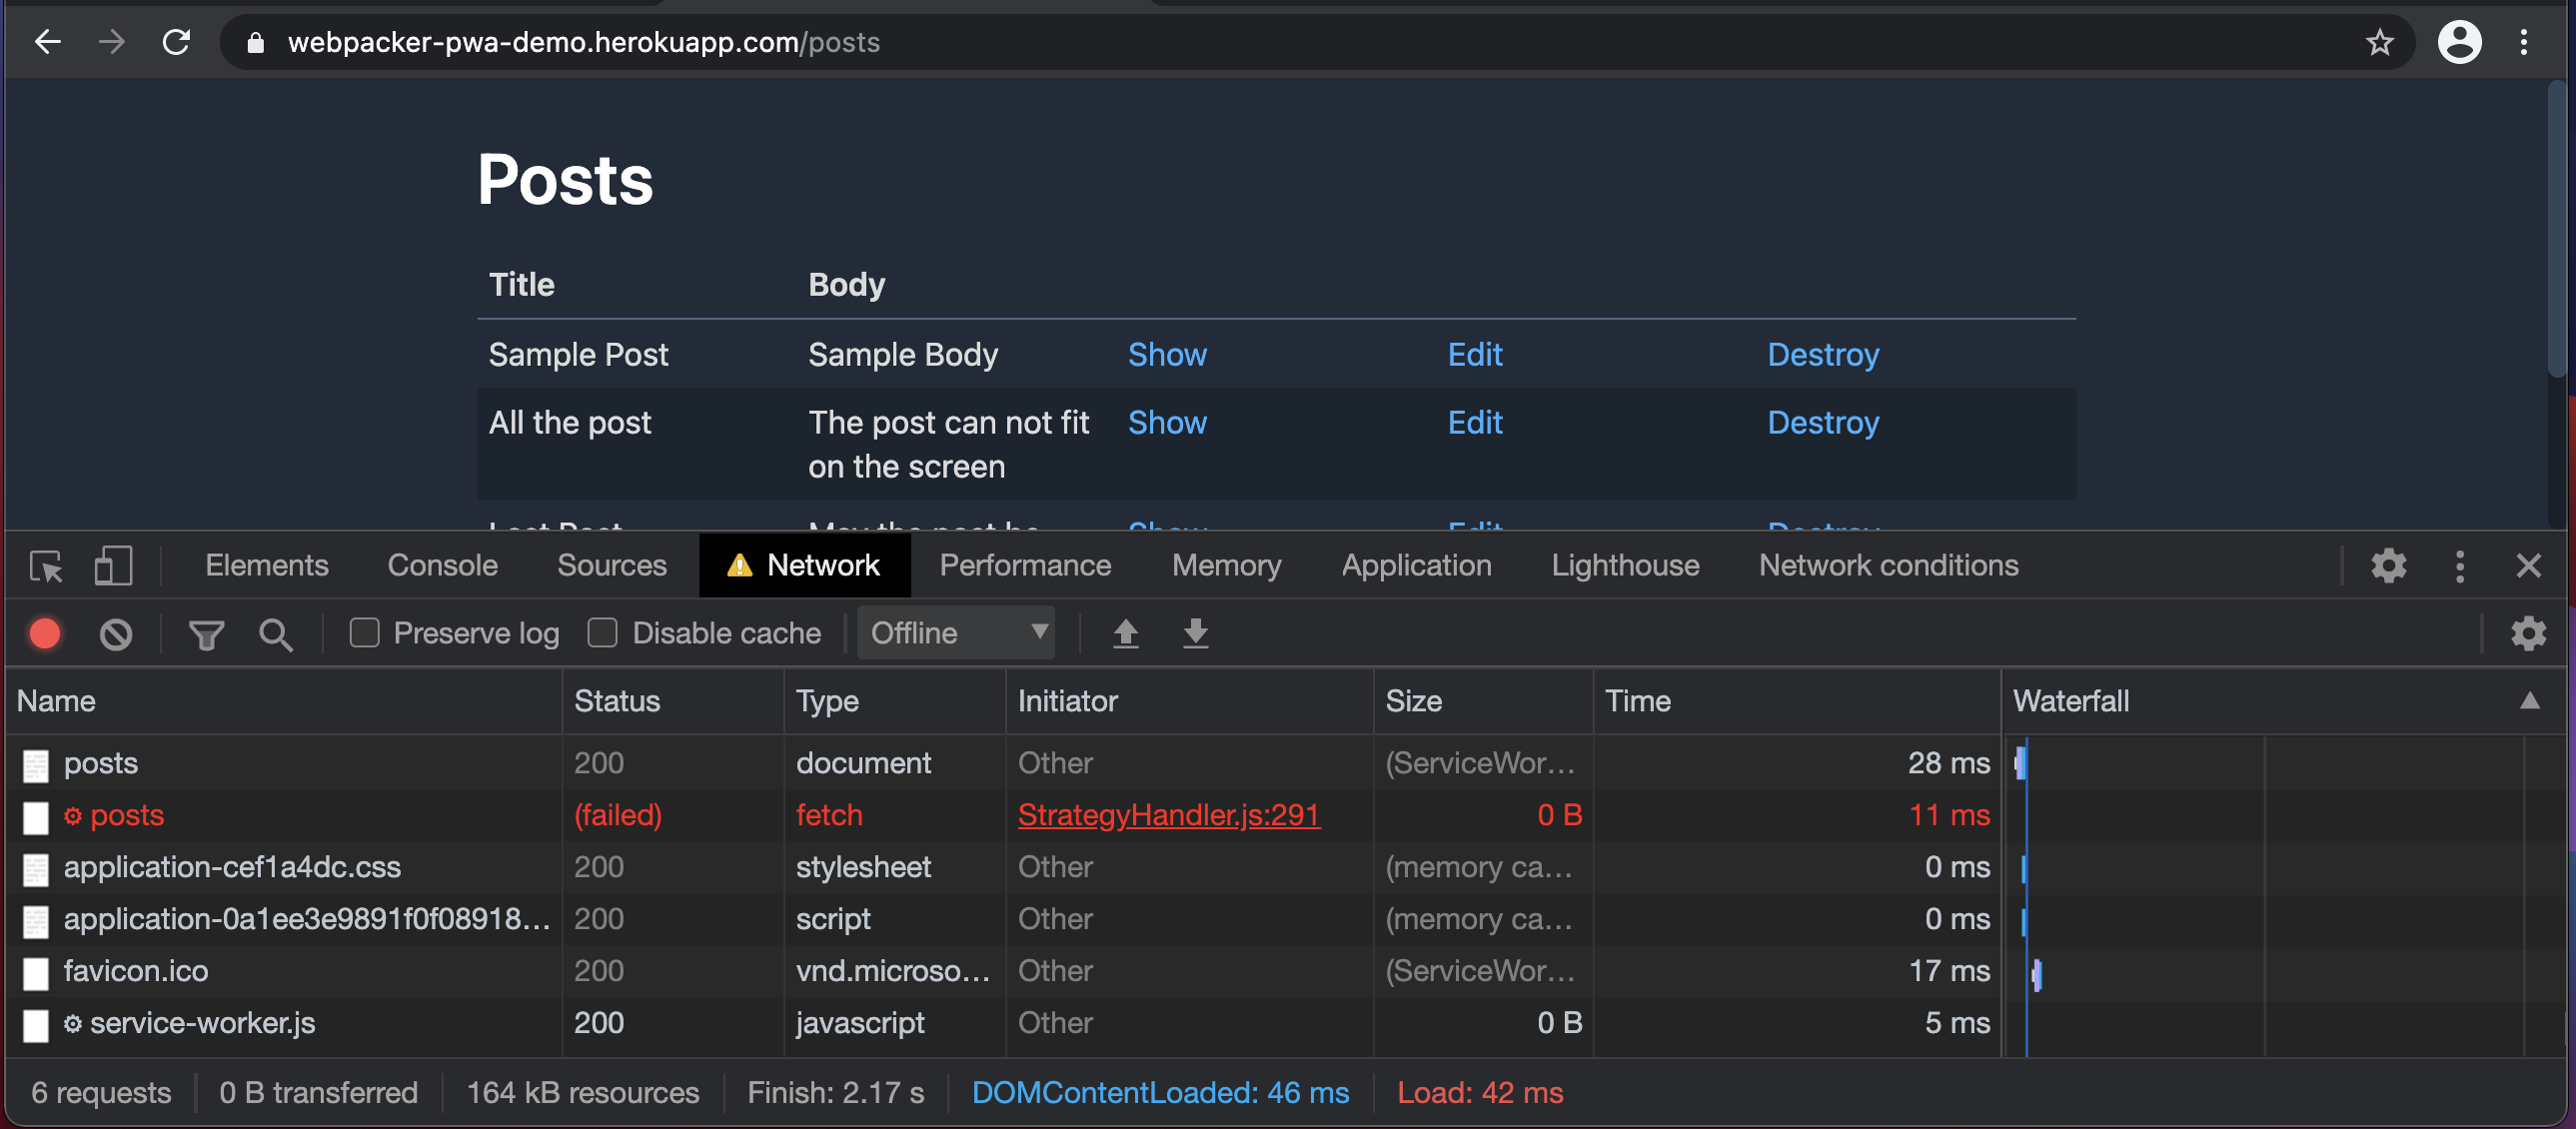 webpacker-pwa-demo.herokuapp.com/posts
Posts
Title Body
Sample Post Sample Body Show Edit Destroy
All the post The post can not fit Show Edit Destroy
on the screen
Show Edit Destroy
Elements Console Sources Network Performance Memory Application Lighthouse Network conditions
Preserve log Disable cache Offline
Name Status Type Initiator Size Time Waterfall
posts 200 document Other (ServiceWor… 28 ms
posts (failed) fetch StrategyHandler.js:291 0 B 11 ms
application-cef1a4dc.css 200 stylesheet Other (memory ca… 0 ms
application-0a1ee3e9891f0f08918… 200 script Other (memory ca… 0 ms
favicon.ico 200 vnd.microso… Other (ServiceWor… 17 ms
service-worker.js 200 javascript Other 0 B 5 ms
6 requests 0 B transferred 164 kB resources Finish: 2.17 s DOMContentLoaded: 46 ms Load: 42 ms